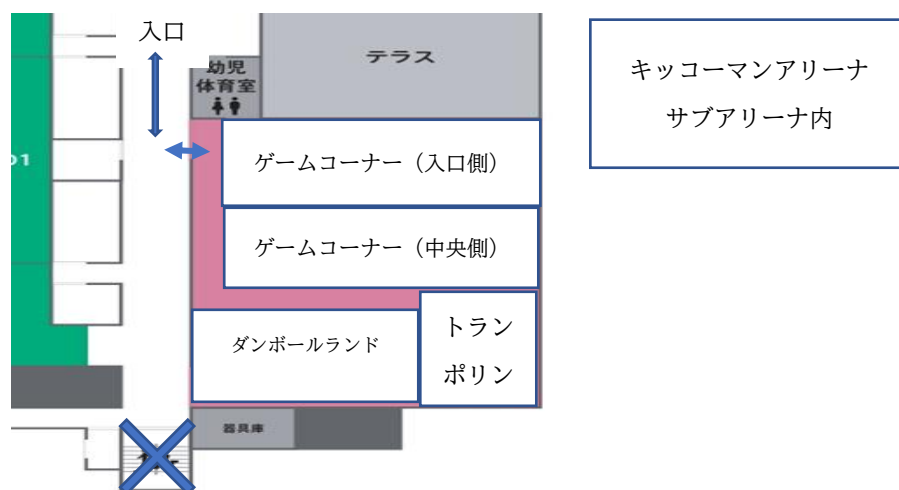 入口
テラス
幼児
体育室
キッコーマンアリーナ
サブアリーナ内
01
ゲームコーナー（入口側）
ゲームコーナー（中央側）
ダンボールランド
トラン
ポリン
器具庫